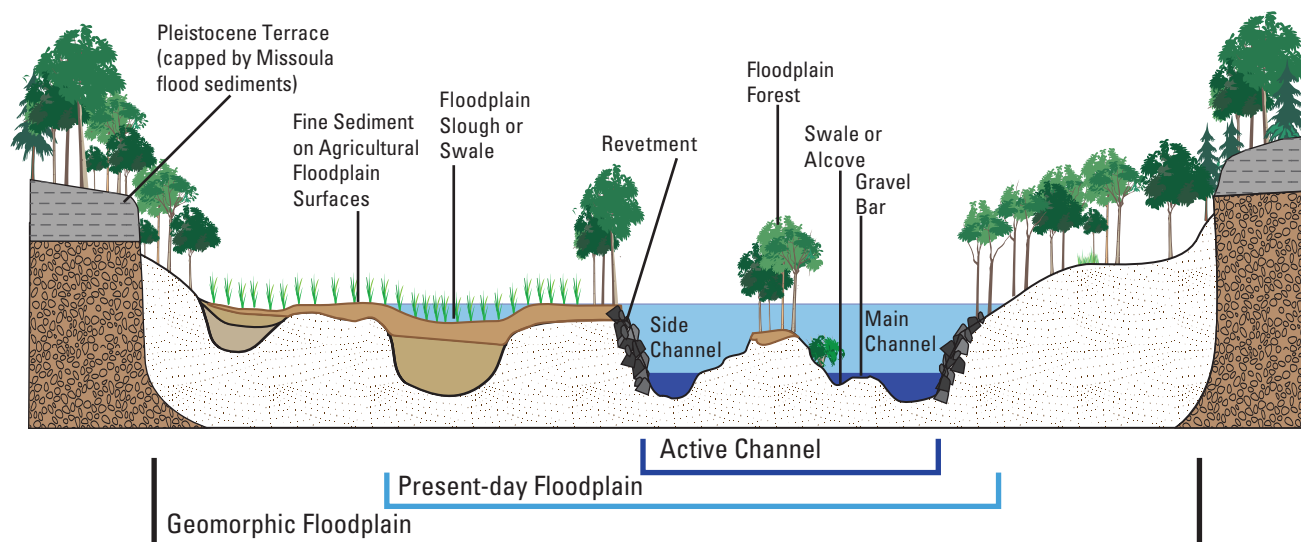 Pleistocene Terrace
(capped by Missoula
flood sediments)
Fine Sediment
on Agricultural
Floodplain
Surfaces
Floodplain
Slough or
Swale
Revetment
Floodplain
Forest
Swale or
Alcove
Gravel
Bar
Side
Channel
Main
Channel
Active Channel
Present-day Floodplain
Geomorphic Floodplain